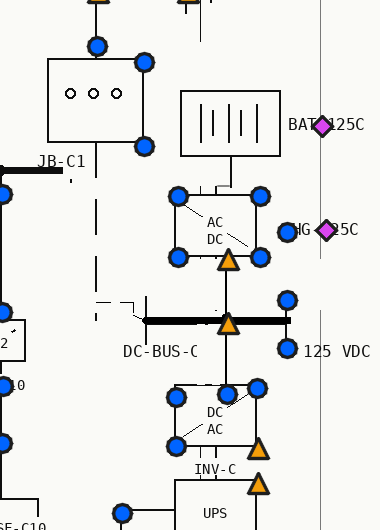 BAT 125C
JB-C1
AC
DC
HG 25C
2
DC-BUS-C
125 VDC
10
DC
AC
INV-C
UPS
SF-C10